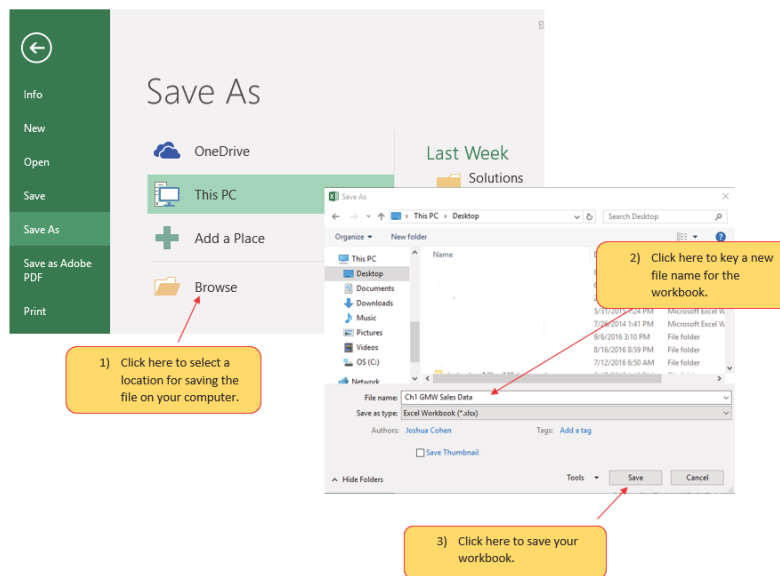 B
Info
New
Open
Save
Save As
Save as Adobe
PDF
Print
Save As
OneDrive
This PC
Add a Place
Browse
Last Week
Solutions
Save As
This PC > Desktop
Search Desktop
Organize
New folder
This PC
Desktop
Documents
Downloads
Music
Pictures
Videos
OS (C:)
Network
Name
5/31/2015 1:24 PM Microsoft Excel W
7/26/2014 1:41 PM Microsoft Excel W
9/6/2016 3:10 PM File folder
8/16/2016 8:59 PM File folder
7/12/2016 6:50 AM File folder
File name: Ch1 GMW Sales Data
Save as type: Excel Workbook (*.xlsx)
Authors: Joshua Cohen
Tags: Add a tag
Save Thumbnail
Hide Folders
Tools
Save
Cancel
1) Click here to select a
location for saving the
file on your computer.
2) Click here to key a new
file name for the
workbook.
3) Click here to save your
workbook.